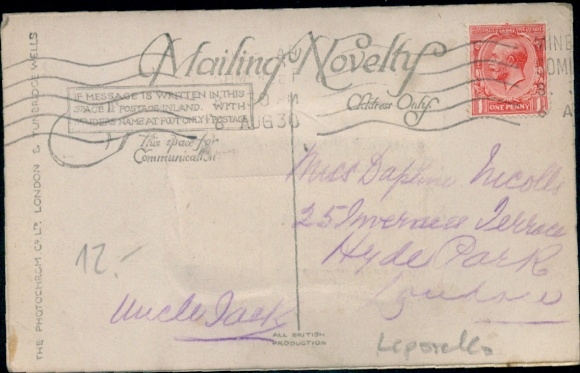 Mailing Novelty
IF MESSAGE IS WRITTEN IN THIS
SPACE 1D POSTAGE INLAND. WITH
SENDERS NAME AT FOOT ONLY ½D POSTAGE
This space for
Communication.
Address Only.
8 AUG 30
ONE PENNY
Miss Daphne Nicolls
25 Inverness Terrace
Hyde Park
London
12.-
Uncle Jack
ALL BRITISH
PRODUCTION
Leporello
THE PHOTOCHROM CO LD, LONDON & TUNBRIDGE WELLS